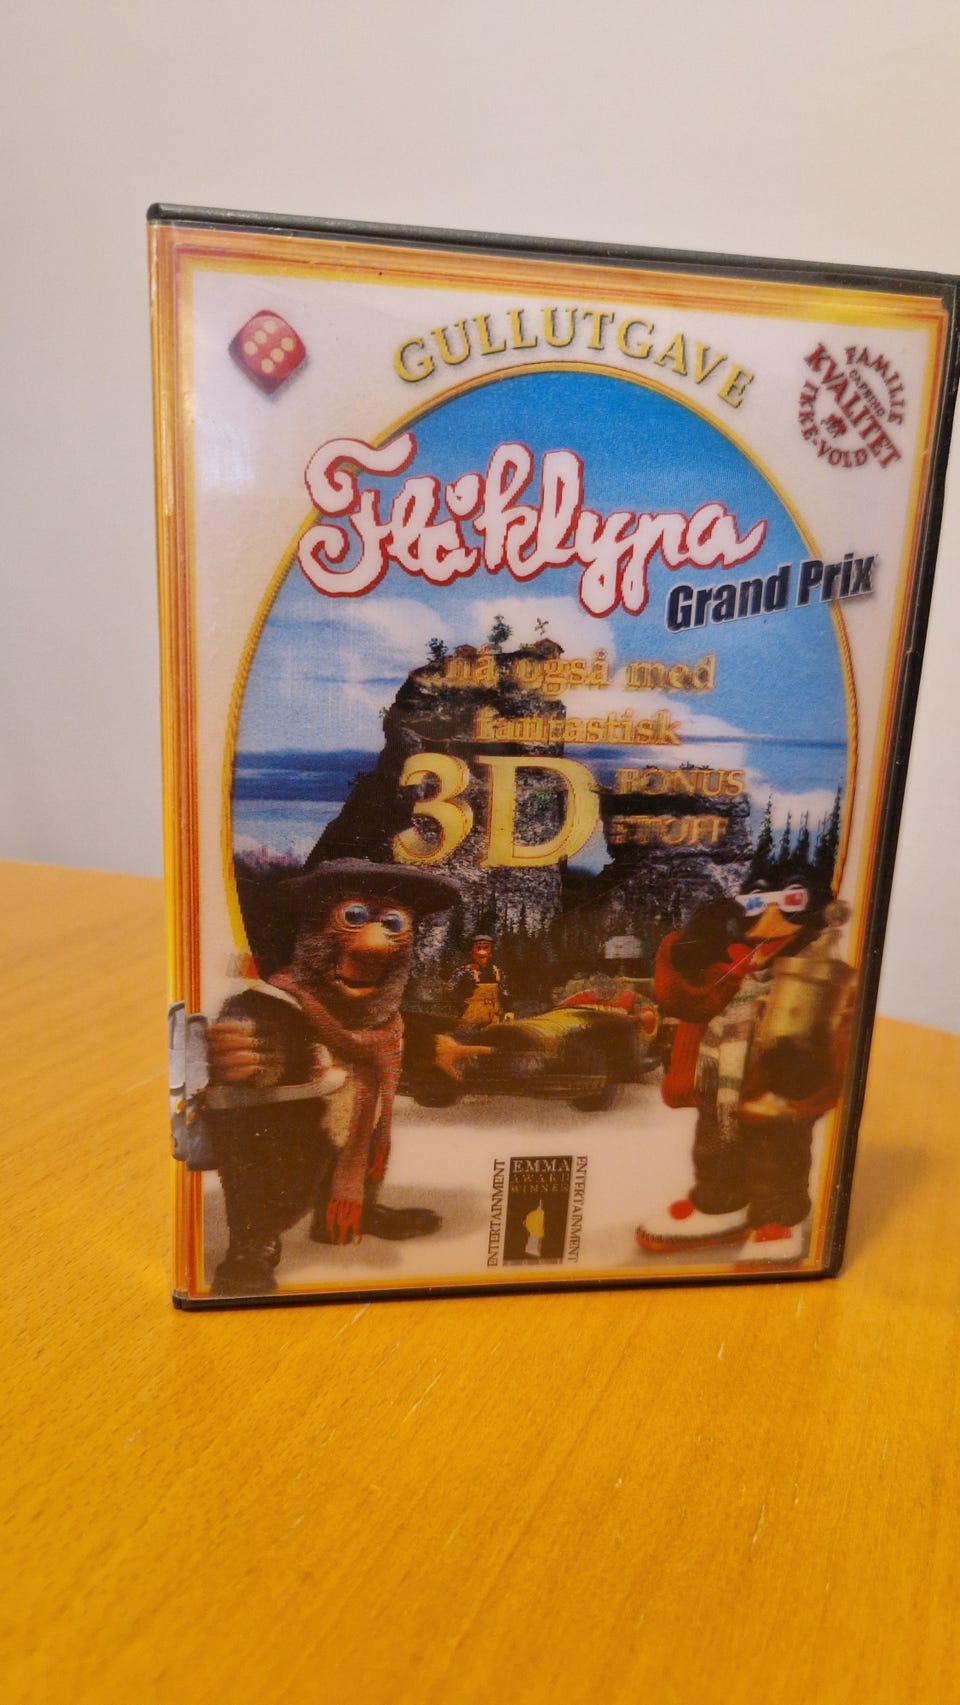 GULLUTGAVE
FAMILIE
CAPRINO
KVALITET
IKKE-VOLD
Flåklypa
Grand Prix
nå også med
fantastisk
3D BONUS
STOFF
ENTERTAINMENT
EMMA
AWARD
WINNER
ENTERTAINMENT